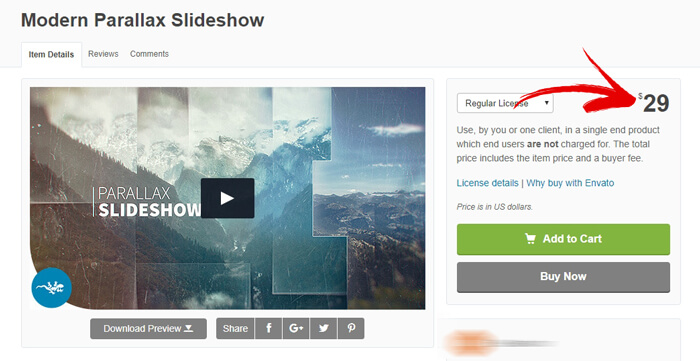 Modern Parallax Slideshow
Item Details
Reviews
Comments
PARALLAX
SLIDESHOW
Download Preview
Share
f
G+
Regular License
$29
Use, by you or one client, in a single end product
which end users are not charged for. The total
price includes the item price and a buyer fee.
License details | Why buy with Envato
Price is in US dollars.
Add to Cart
Buy Now